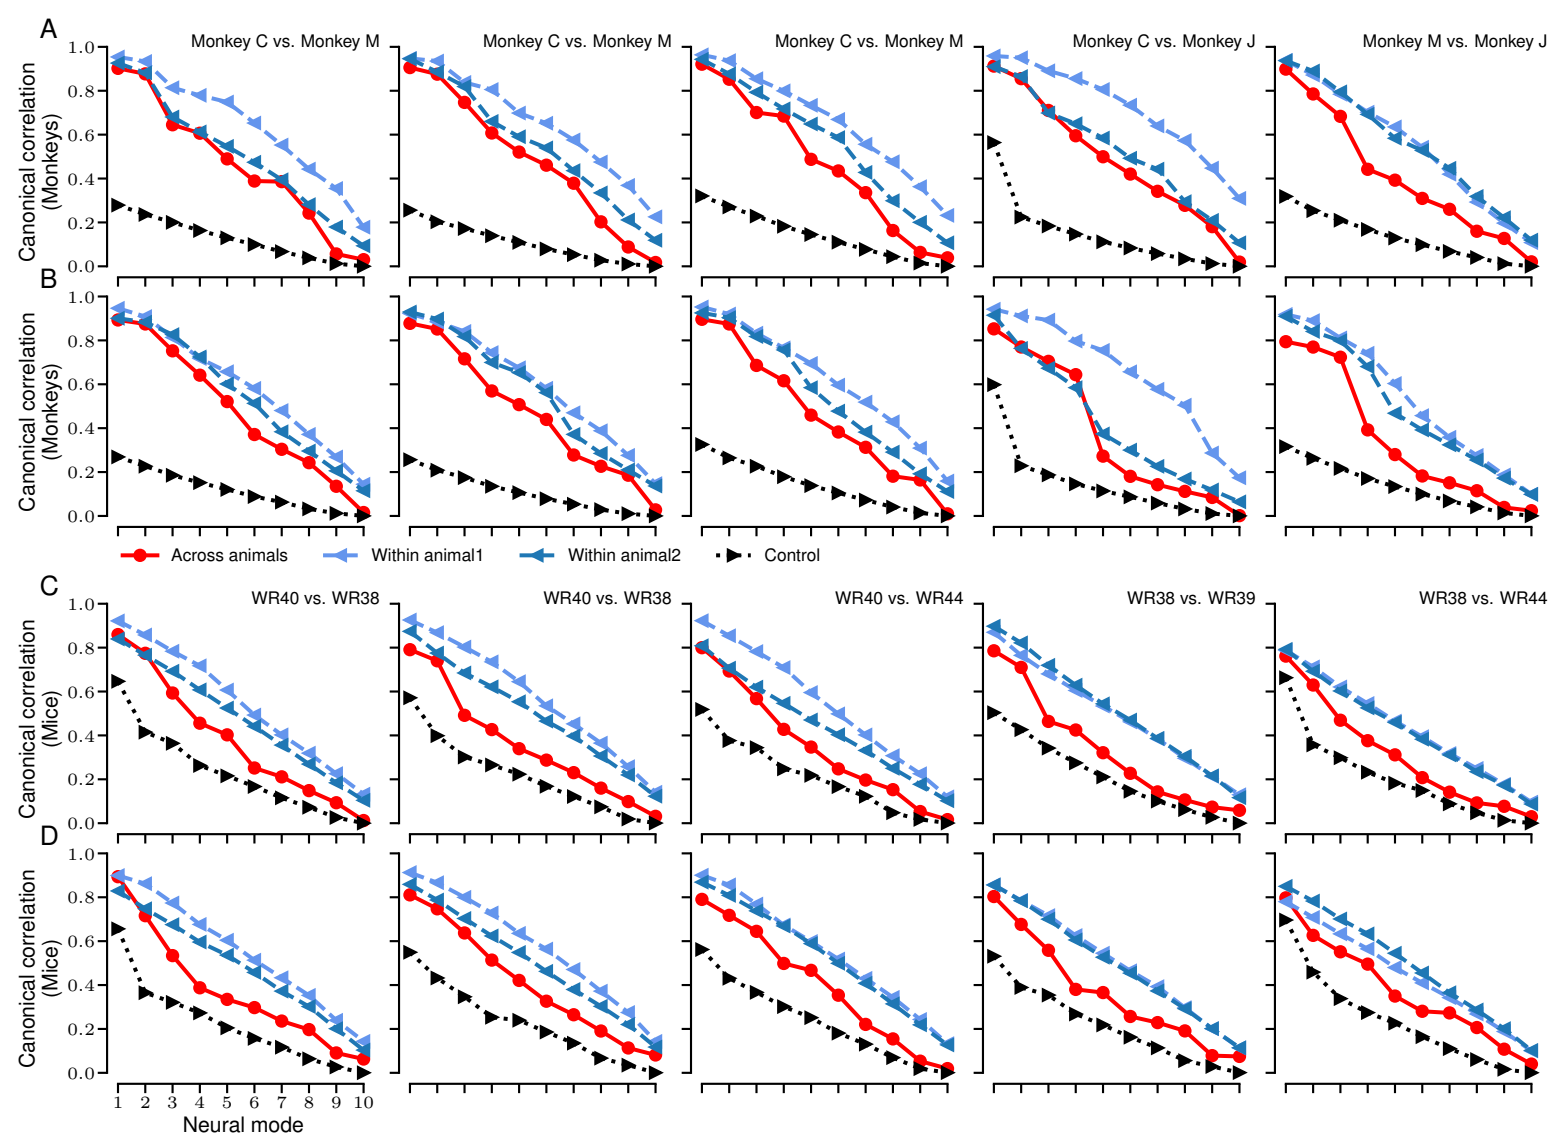 A
Monkey C vs. Monkey M
Monkey C vs. Monkey M
Monkey C vs. Monkey M
Monkey C vs. Monkey J
Monkey M vs. Monkey J
Canonical correlation
(Monkeys)
1.0
0.8
0.6
0.4
0.2
0.0
B
Canonical correlation
(Monkeys)
1.0
0.8
0.6
0.4
0.2
0.0
Across animals
Within animal1
Within animal2
Control
C
WR40 vs. WR38
WR40 vs. WR38
WR40 vs. WR44
WR38 vs. WR39
WR38 vs. WR44
Canonical correlation
(Mice)
1.0
0.8
0.6
0.4
0.2
0.0
D
Canonical correlation
(Mice)
1.0
0.8
0.6
0.4
0.2
0.0
1 2 3 4 5 6 7 8 9 10
Neural mode